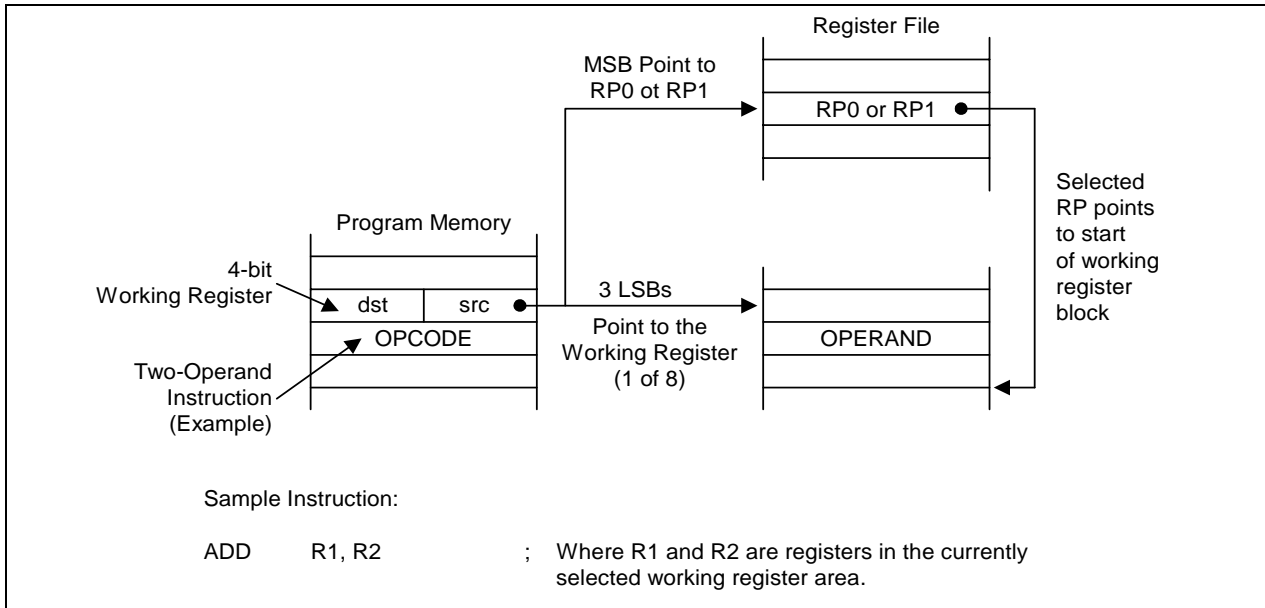 Register File
MSB Point to
RP0 ot RP1
RP0 or RP1
Selected
RP points
to start
of working
register
block
Program Memory
4-bit
Working Register
dst src
3 LSBs
OPCODE
Point to the
Working Register
(1 of 8)
OPERAND
Two-Operand
Instruction
(Example)
Sample Instruction:
ADD R1, R2 ; Where R1 and R2 are registers in the currently
selected working register area.